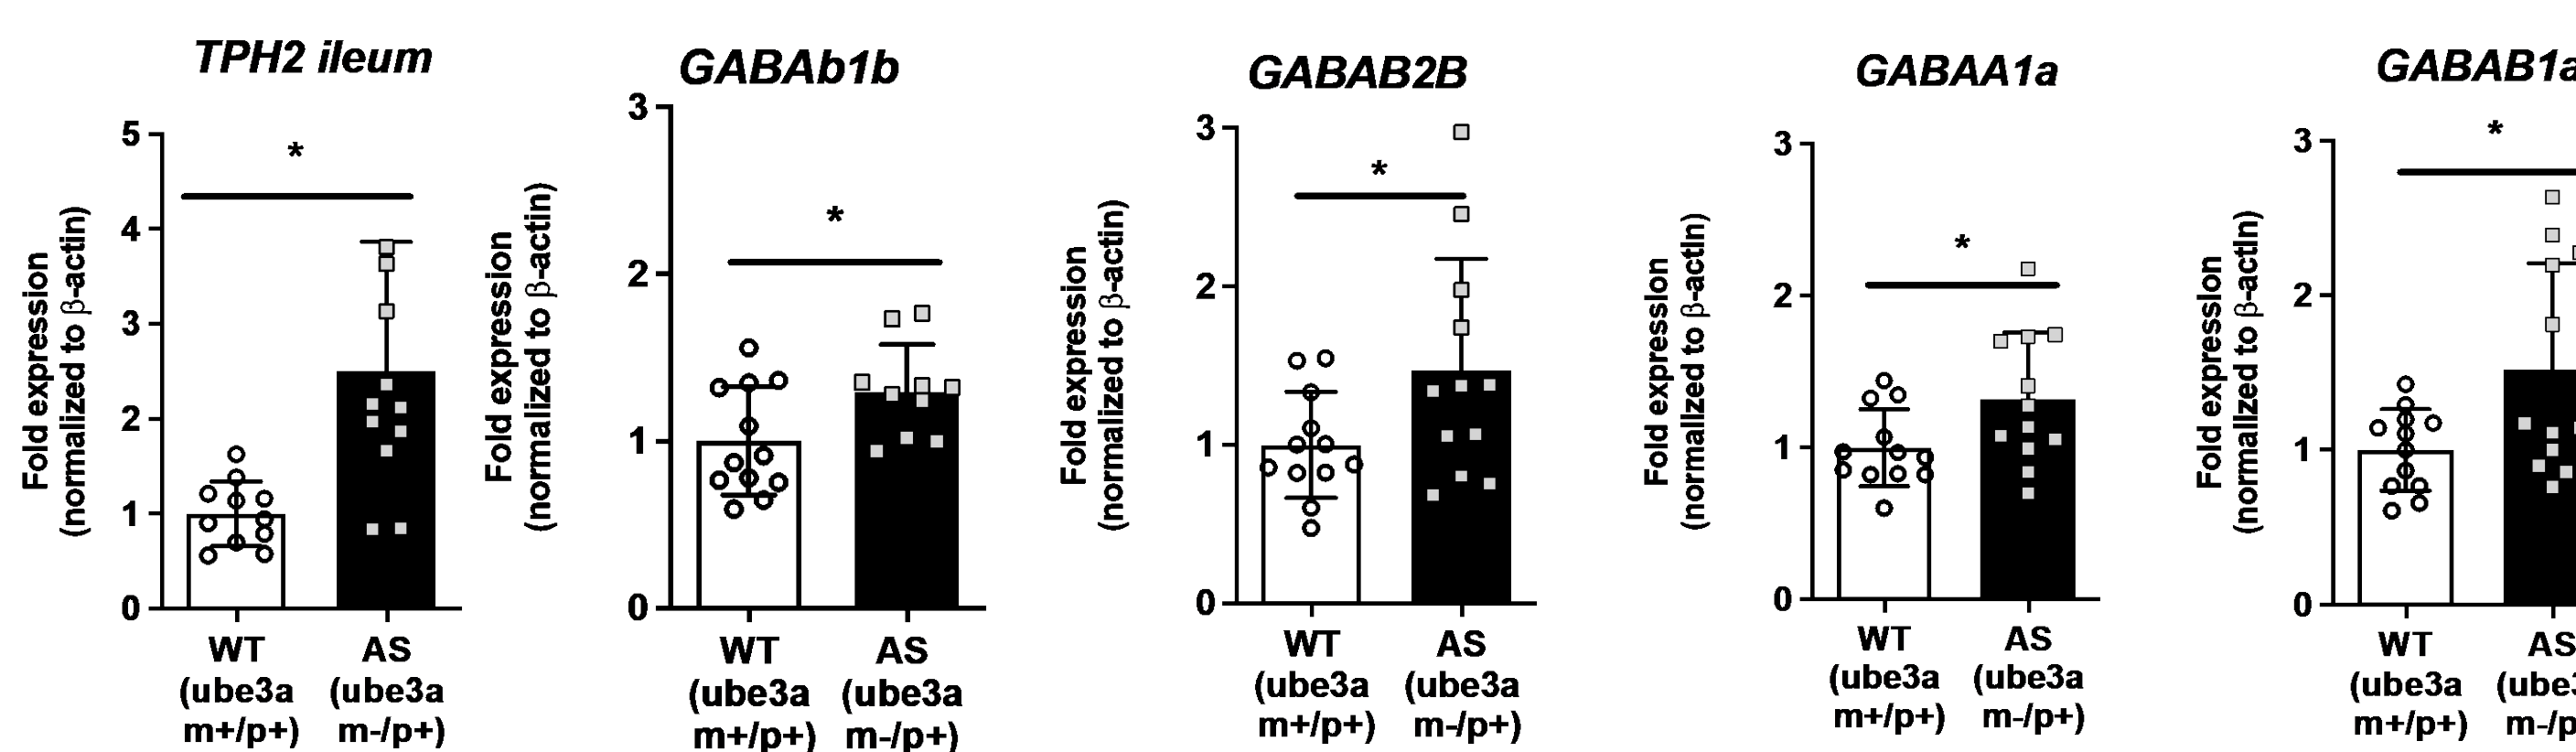 TPH2 ileum
*
Fold expression
(normalized to β-actin)
5
4
3
2
1
0
WT
(ube3a
m+/p+)
AS
(ube3a
m-/p+)
GABAb1b
*
Fold expression
(normalized to β-actin)
3
2
1
0
WT
(ube3a
m+/p+)
AS
(ube3a
m-/p+)
GABAB2B
*
Fold expression
(normalized to β-actin)
3
2
1
0
WT
(ube3a
m+/p+)
AS
(ube3a
m-/p+)
GABAA1a
*
Fold expression
(normalized to β-actin)
3
2
1
0
WT
(ube3a
m+/p+)
AS
(ube3a
m-/p+)
GABAB1a
*
Fold expression
(normalized to β-actin)
3
2
1
0
WT
(ube3a
m+/p+)
AS